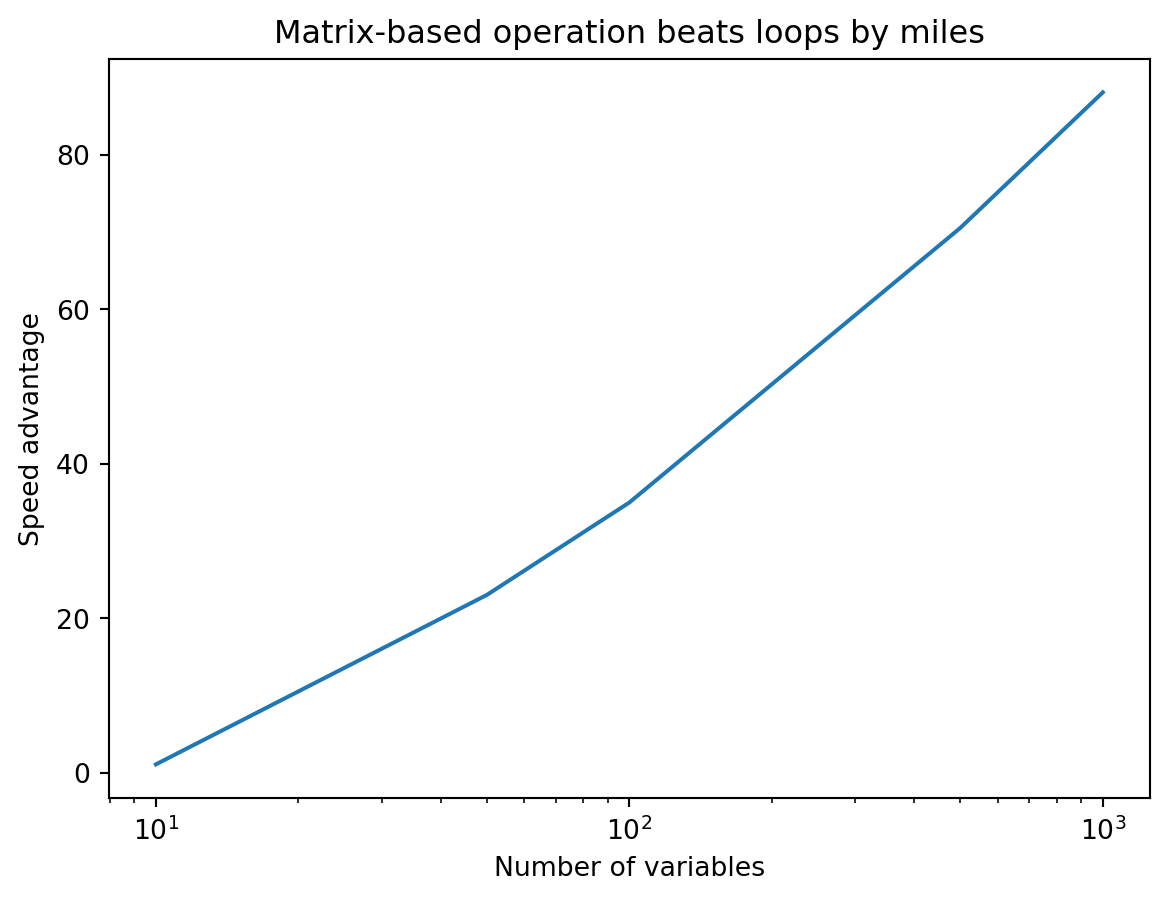 Matrix-based operation beats loops by miles
Speed advantage
80
60
40
20
0
10¹ 10² 10³
Number of variables